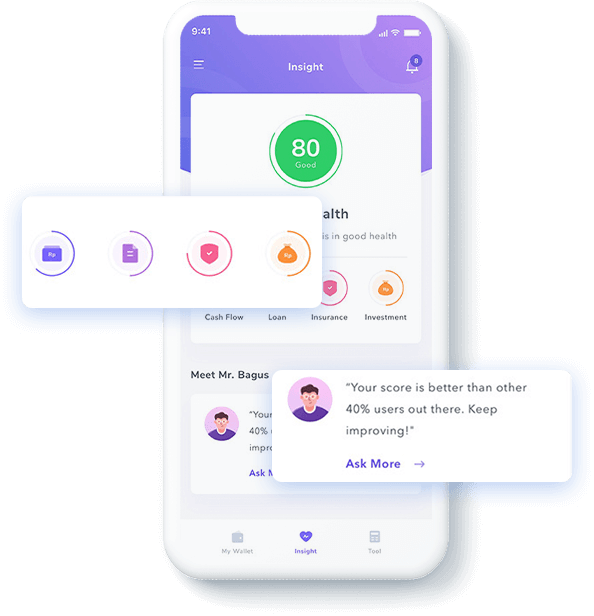 9:41
Insight
8
80
Good
alth
is in good health
Rp
Rp
Rp
Cash Flow
Loan
Insurance
Investment
Meet Mr. Bagus
"Your
40% u
impro
Ask M
"Your score is better than other
40% users out there. Keep
improving!"
Ask More →
My Wallet
Insight
Tool